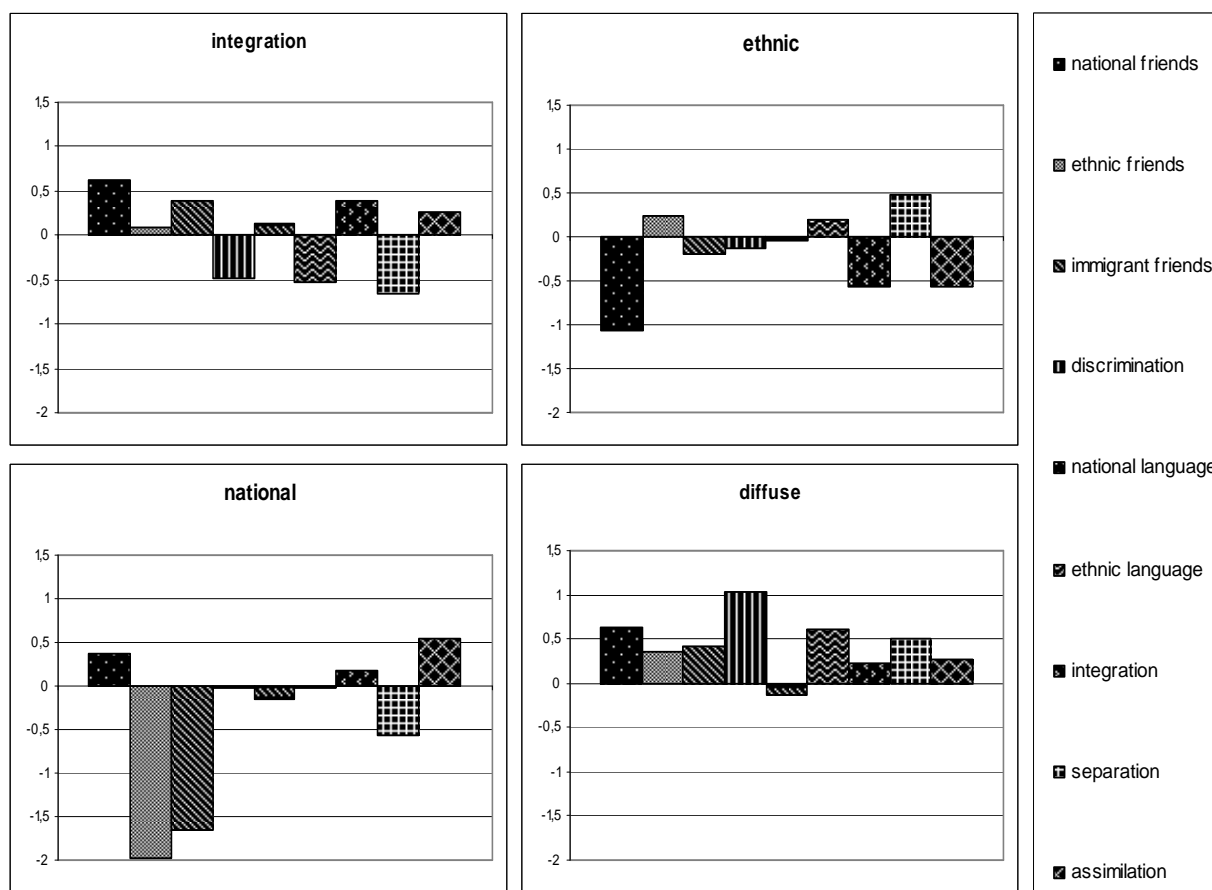 integration
1,5
1
0,5
0
-0,5
-1
-1,5
-2
ethnic
1,5
1
0,5
0
-0,5
-1
-1,5
-2
national
1,5
1
0,5
0
-0,5
-1
-1,5
-2
diffuse
1,5
1
0,5
0
-0,5
-1
-1,5
-2
national friends
ethnic friends
immigrant friends
discrimination
national language
ethnic language
integration
separation
assimilation